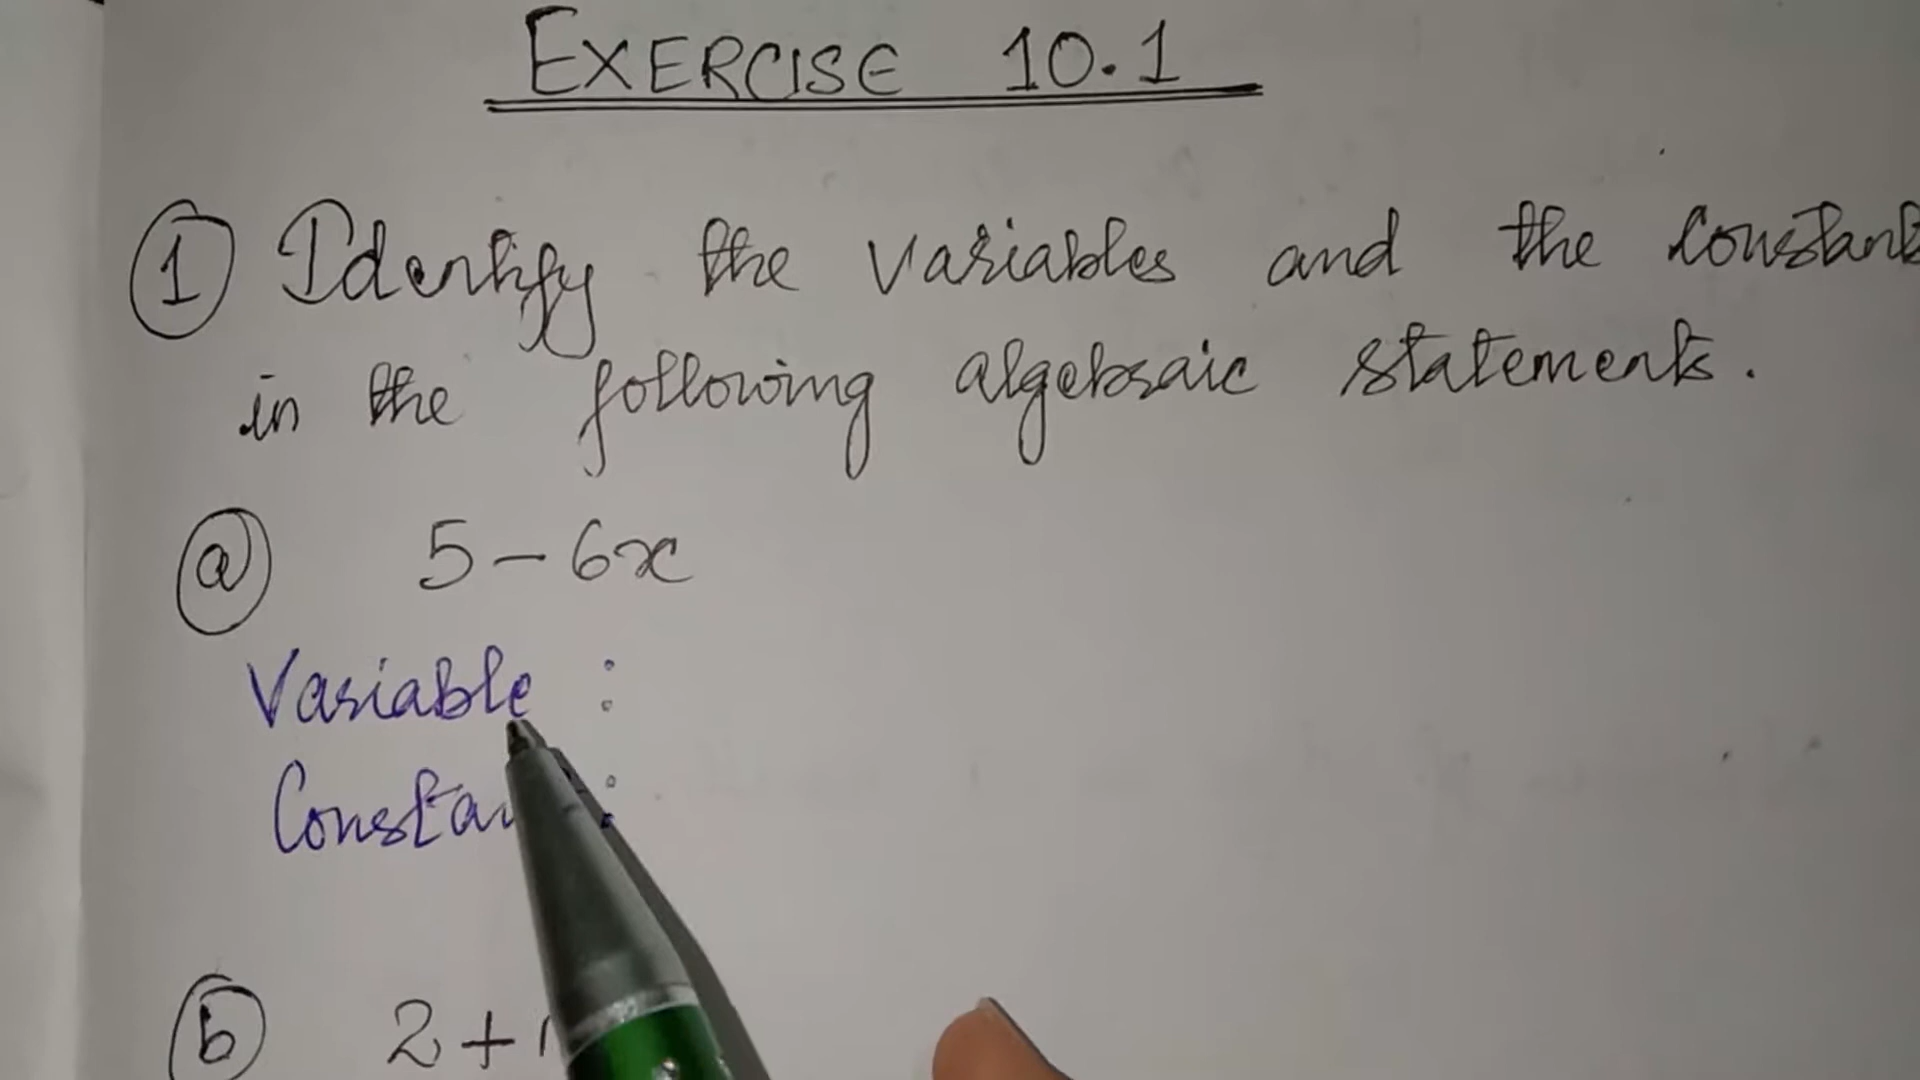 EXERCISE 10.1
① Identify the variables and the constants
in the following algebraic statements.
ⓐ 5 - 6x
Variable :
Constant :
ⓑ 2 +